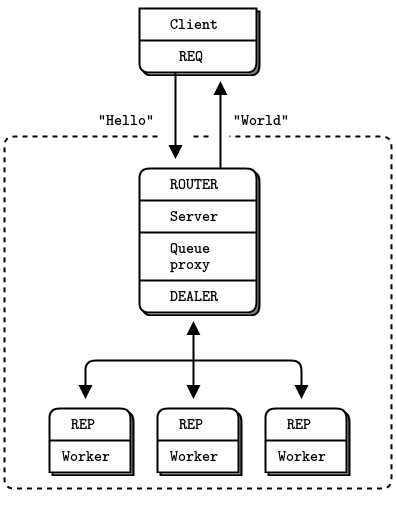 Client
REQ
"Hello" "World"
ROUTER
Server
Queue
proxy
DEALER
REP REP REP
Worker Worker Worker